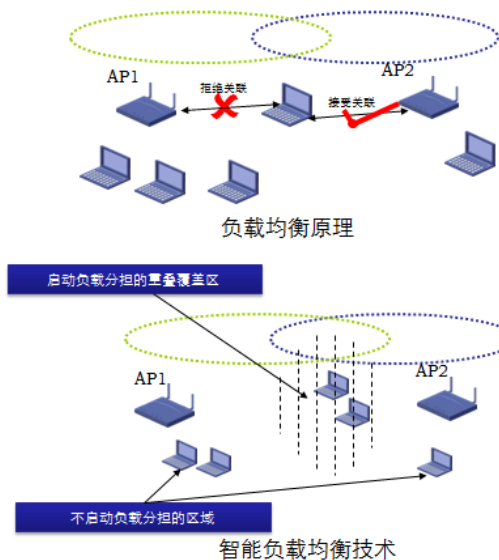 AP1
AP2
拒绝关联
接受关联
负载均衡原理
启动负载分担的重叠覆盖区
AP1
AP2
不启动负载分担的区域
智能负载均衡技术